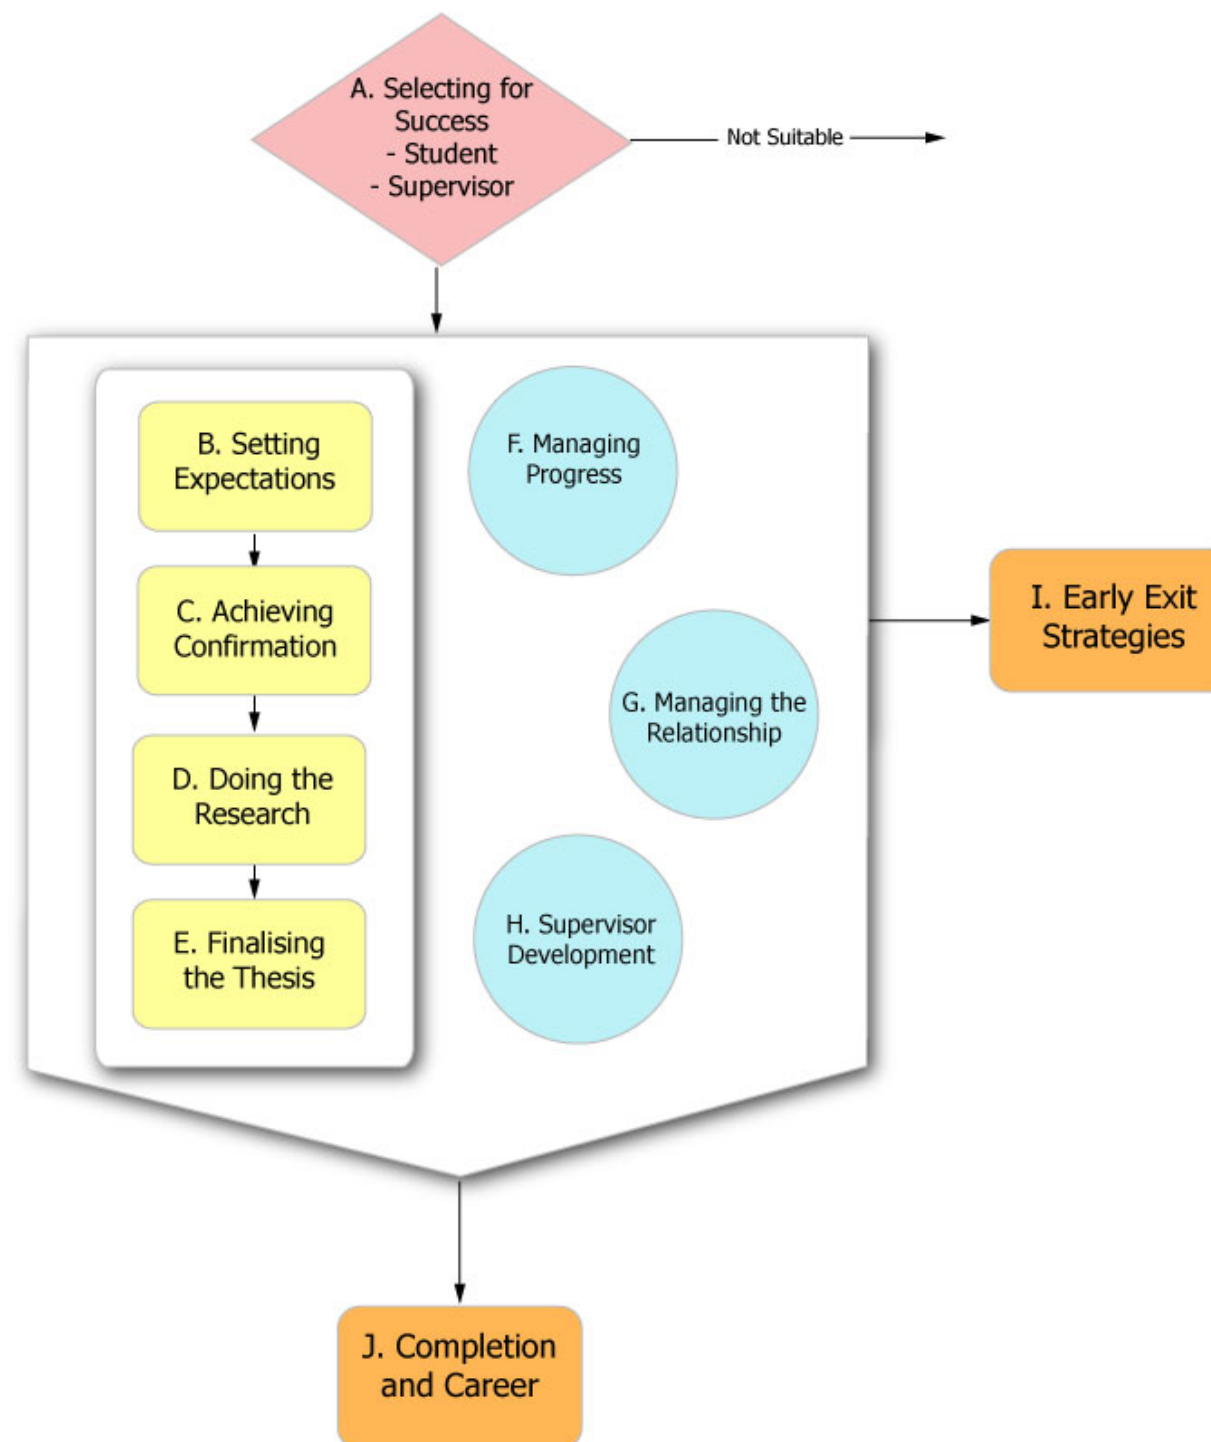 A. Selecting for
Success
- Student
- Supervisor
Not Suitable
B. Setting
Expectations
C. Achieving
Confirmation
D. Doing the
Research
E. Finalising
the Thesis
F. Managing
Progress
G. Managing the
Relationship
H. Supervisor
Development
I. Early Exit
Strategies
J. Completion
and Career